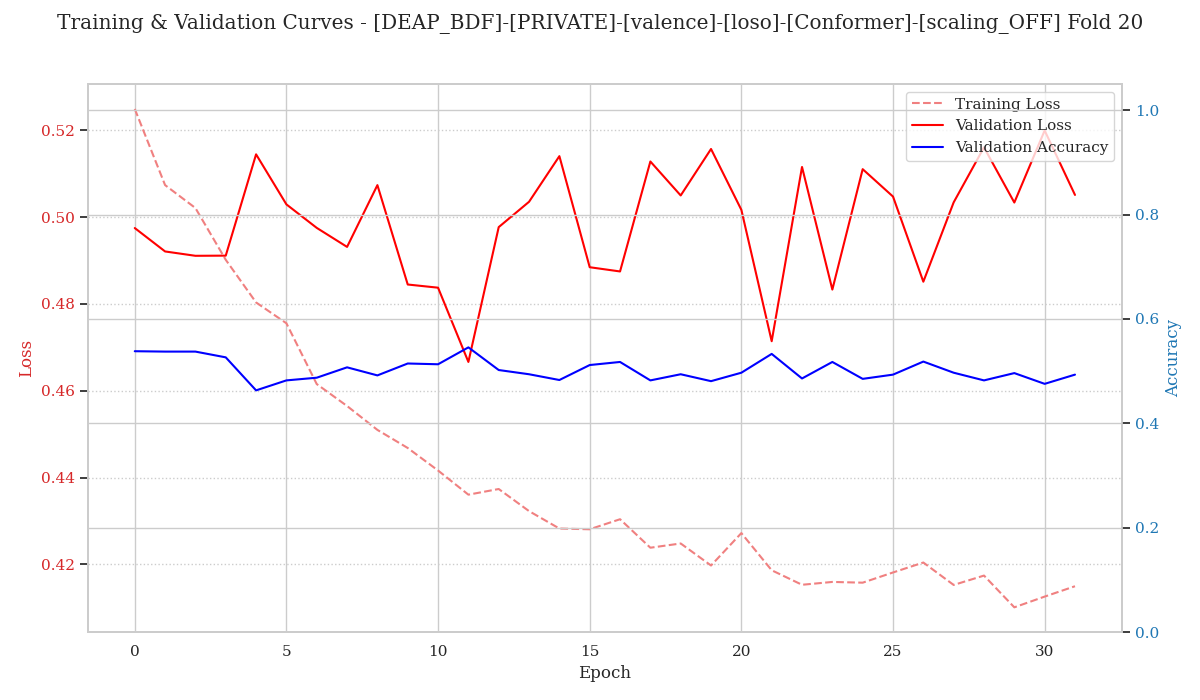 Training & Validation Curves - [DEAP_BDF]-[PRIVATE]-[valence]-[loso]-[Conformer]-[scaling_OFF] Fold 20
Training Loss
Validation Loss
Validation Accuracy
0.52
0.50
0.48
0.46
0.44
0.42
Loss
1.0
0.8
0.6
0.4
0.2
0.0
Accuracy
0 5 10 15 20 25 30
Epoch